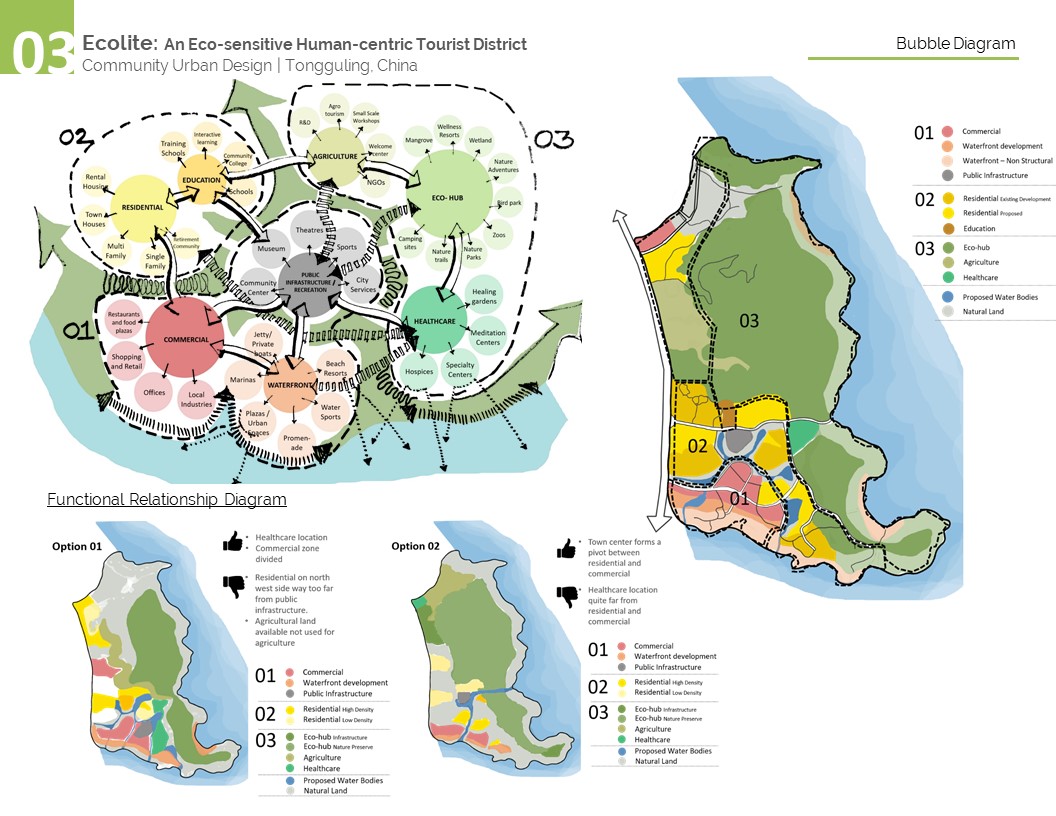 03
Ecolite: An Eco-sensitive Human-centric Tourist District
Community Urban Design | Tongguling, China
Bubble Diagram
02
03
01
RESIDENTIAL
Rental
Housing
Town
Houses
Multi
Family
Single
Family
Retirement
Community
EDUCATION
Training
Schools
Interactive
learning
Community
College
Schools
AGRICULTURE
R&D
Agro
tourism
Small Scale
Workshops
Welcome
center
NGOs
ECO- HUB
Mangrove
Wellness
Resorts
Wetland
Nature
Adventures
Bird park
Zoos
Nature
Parks
Nature
trails
Camping
sites
PUBLIC
INFRASTRUCTURE /
RECREATION
Theatres
Museum
Sports
Community
Center
City
Services
HEALTHCARE
Healing
gardens
Meditation
Centers
Specialty
Centers
Hospices
COMMERCIAL
Restaurants
and food
plazas
Shopping
and Retail
Offices
Local
Industries
WATERFRONT
Jetty/
Private
boats
Marinas
Beach
Resorts
Water
Sports
Plazas /
Urban
Spaces
Promen-
ade
Functional Relationship Diagram
03
02
01
01
Commercial
Waterfront development
Waterfront – Non Structural
Public Infrastructure
02
Residential Existing Development
Residential Proposed
Education
03
Eco-hub
Agriculture
Healthcare
Proposed Water Bodies
Natural Land
Option 01
• Healthcare location
• Commercial zone
divided
• Residential on north
west side way too far
from public
infrastructure.
• Agricultural land
available not used for
agriculture
01
Commercial
Waterfront development
Public Infrastructure
02
Residential High Density
Residential Low Density
03
Eco-hub Infrastructure
Eco-hub Nature Preserve
Agriculture
Healthcare
Proposed Water Bodies
Natural Land
Option 02
• Town center forms a
pivot between
residential and
commercial
• Healthcare location
quite far from
residential and
commercial
01
Commercial
Waterfront development
Public Infrastructure
02
Residential High Density
Residential Low Density
03
Eco-hub Infrastructure
Eco-hub Nature Preserve
Agriculture
Healthcare
Proposed Water Bodies
Natural Land